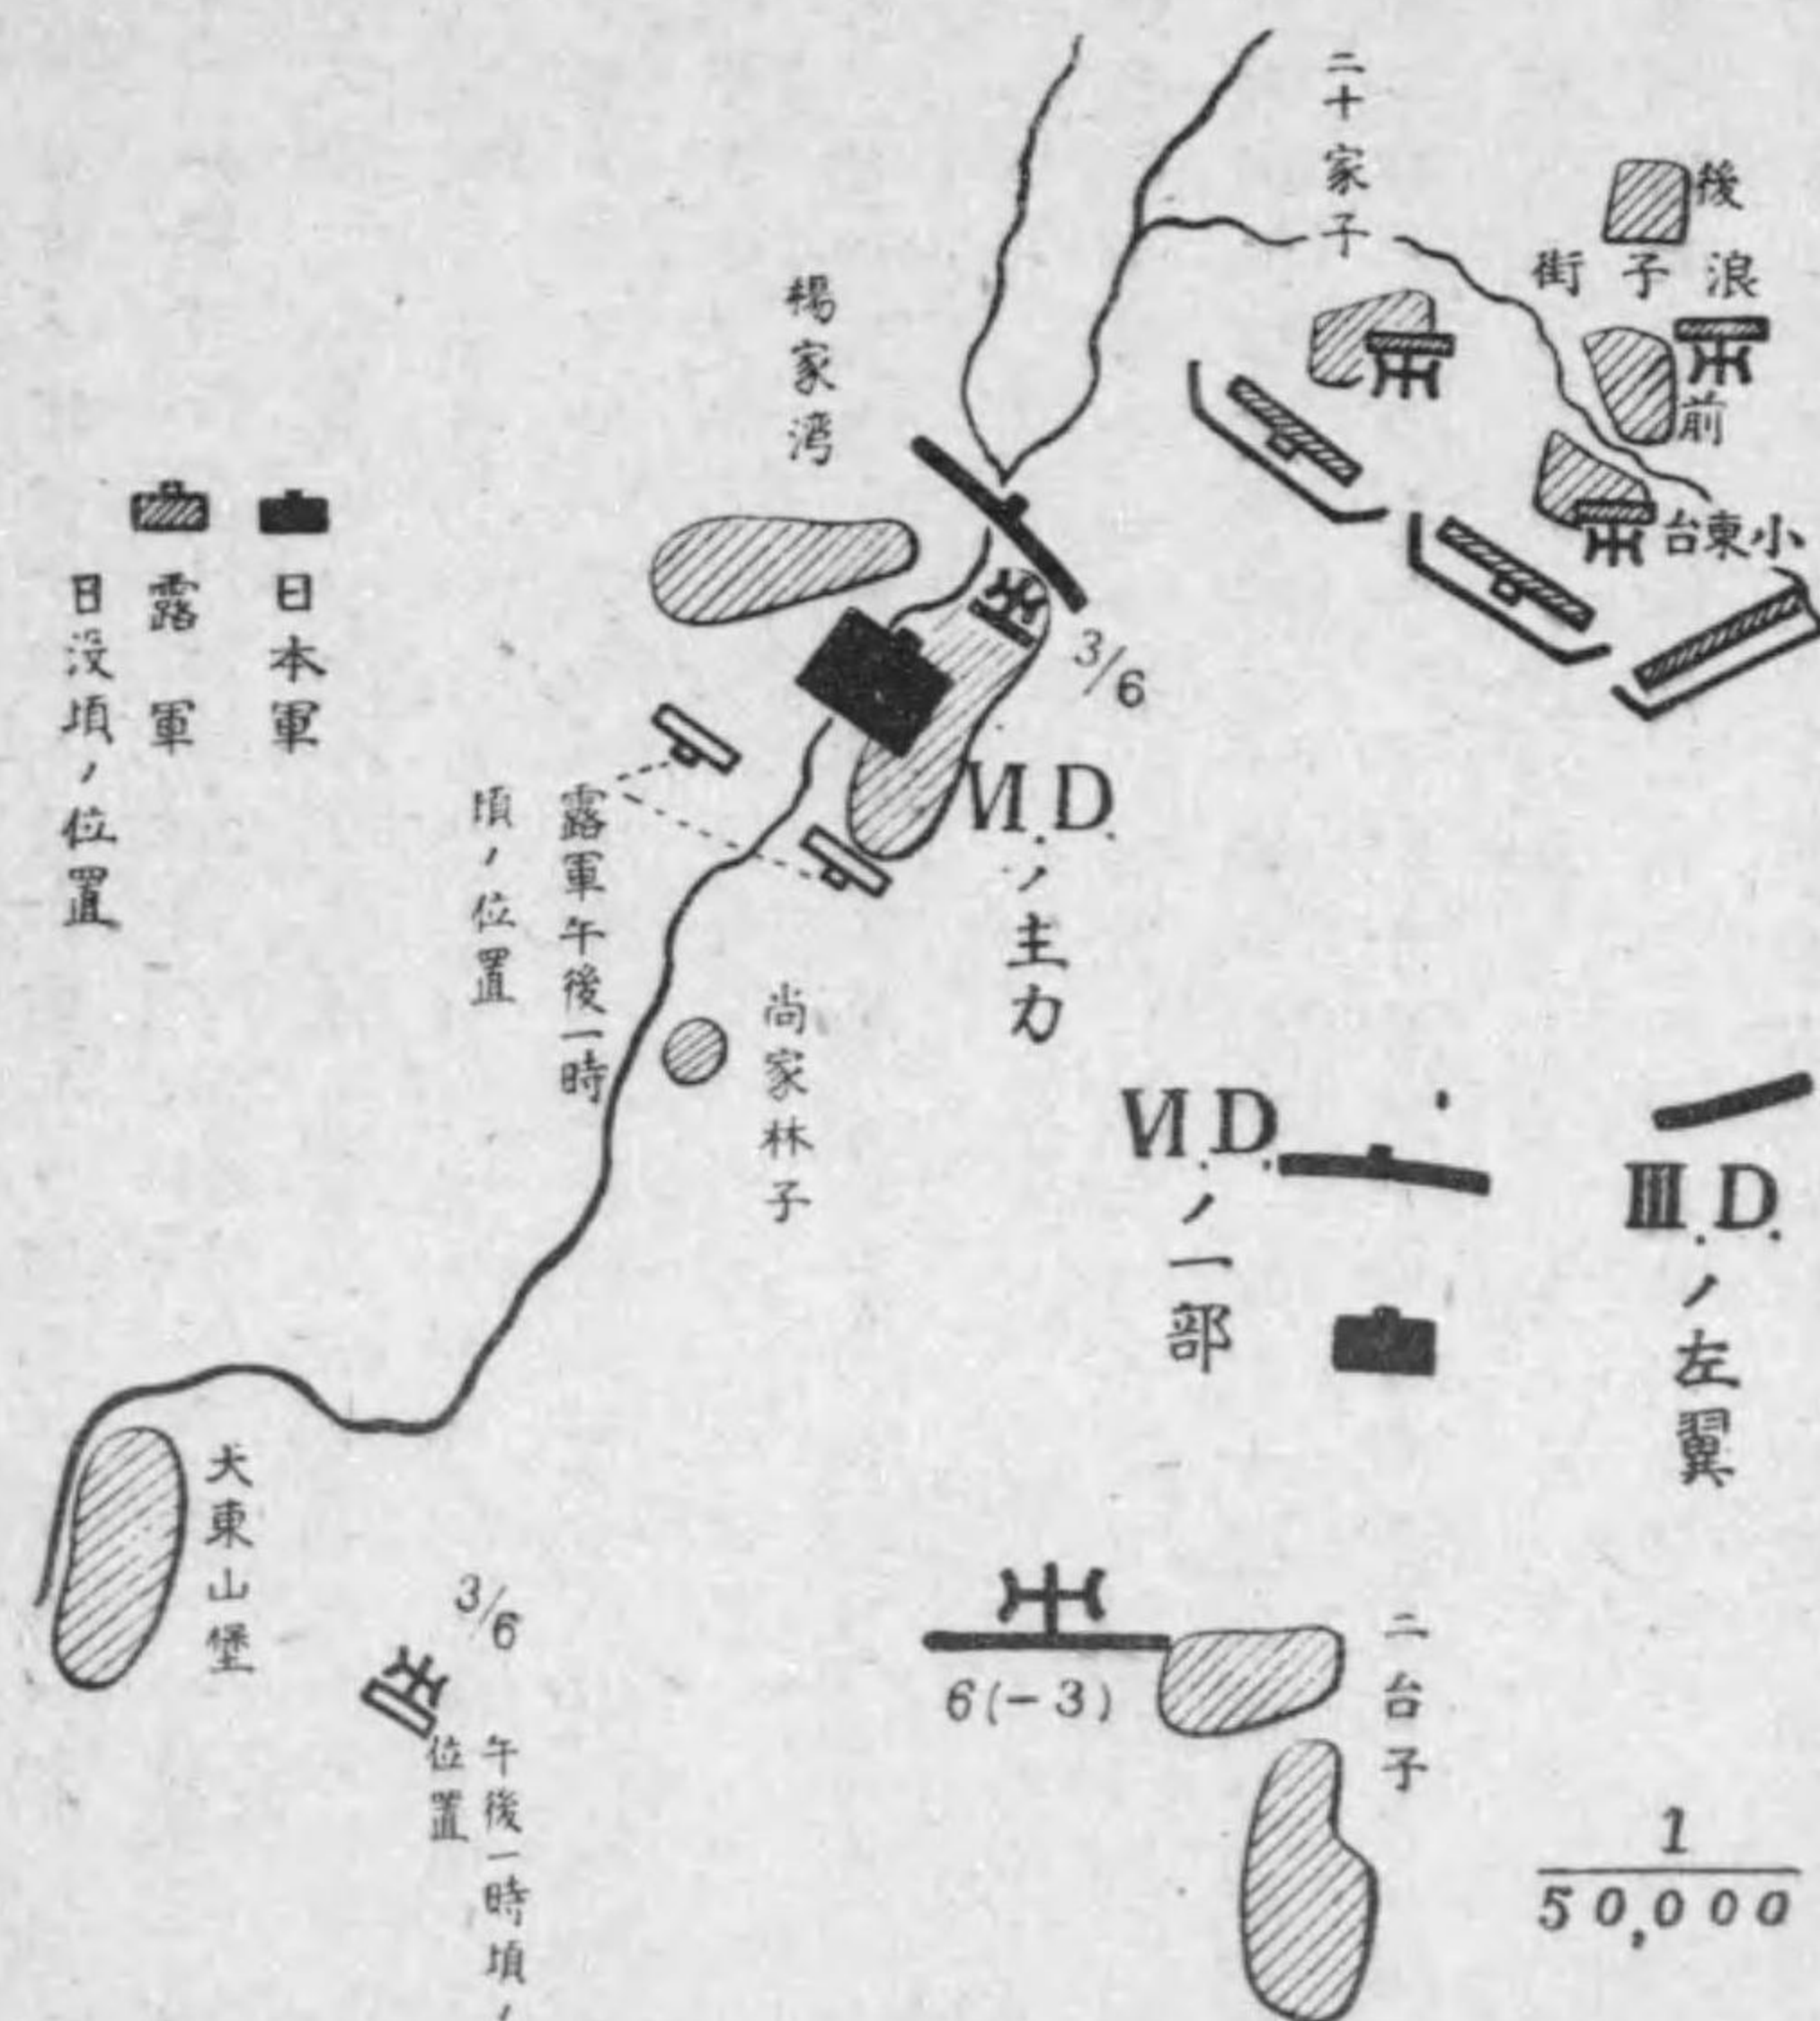 二十家子
後
浪子街
前
小東台
楊家湾
3/6
VI.D.ノ主力
日本軍
露軍
日没頃ノ位置
露軍午後一時
頃ノ位置
尚家林子
VI.D.ノ一部
III.D.ノ左翼
大東山堡
3/6
午後一時頃ノ
位置
6(-3)
二台子
1
50,000